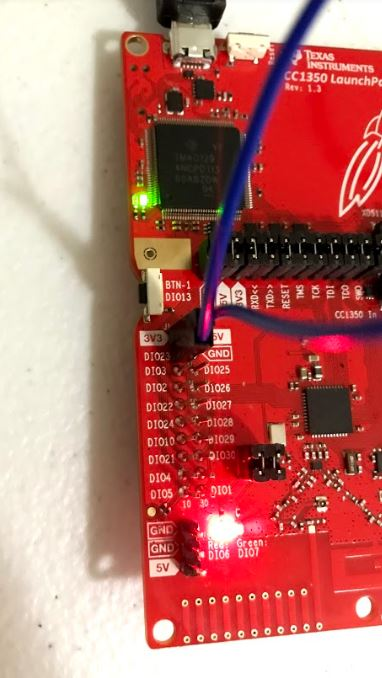 TEXAS
INSTRUMENTS
CC1350 LaunchPa
Rev: 1.3
TM4C129
BTN-1
DIO13
5V
3V3
RXD<<
TXD>>
RESET
TMS
TCK
TDI
TDO
SWO
CC1350 In
3V3
5V
DIO23
GND
DIO3
DIO25
DIO2
DIO26
DIO22
DIO27
DIO24
DIO28
DIO10
DIO29
DIO21
DIO30
DIO4
DIO5
DIO1
10 30
GND
Red: Green:
GND
DIO6 DIO7
5V